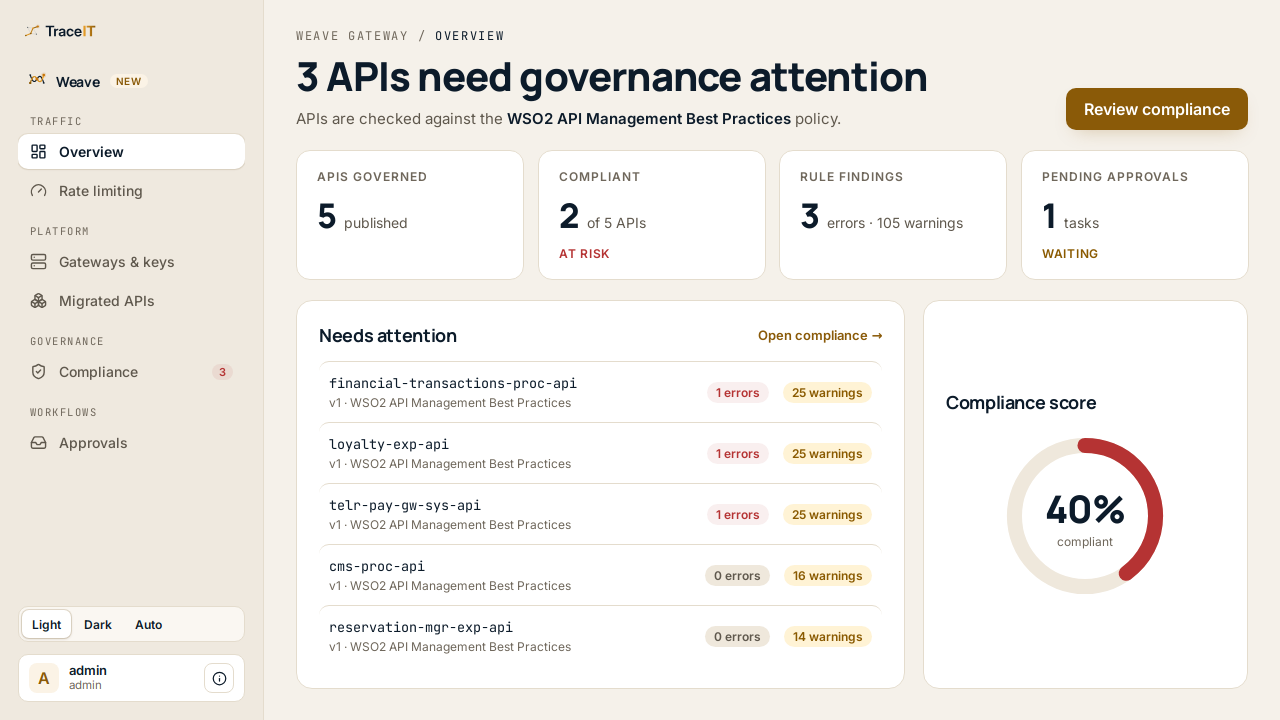 TraceIT
Weave NEW
TRAFFIC
Overview
Rate limiting
PLATFORM
Gateways & keys
Migrated APIs
GOVERNANCE
Compliance 3
WORKFLOWS
Approvals
Light Dark Auto
A
admin
admin
WEAVE GATEWAY / OVERVIEW
3 APIs need governance attention
APIs are checked against the WSO2 API Management Best Practices policy.
Review compliance
APIS GOVERNED
5 published
COMPLIANT
2 of 5 APIs
AT RISK
RULE FINDINGS
3 errors · 105 warnings
PENDING APPROVALS
1 tasks
WAITING
Needs attention
Open compliance →
financial-transactions-proc-api
v1 · WSO2 API Management Best Practices
1 errors 25 warnings
loyalty-exp-api
v1 · WSO2 API Management Best Practices
1 errors 25 warnings
telr-pay-gw-sys-api
v1 · WSO2 API Management Best Practices
1 errors 25 warnings
cms-proc-api
v1 · WSO2 API Management Best Practices
0 errors 16 warnings
reservation-mgr-exp-api
v1 · WSO2 API Management Best Practices
0 errors 14 warnings
Compliance score
40%
compliant